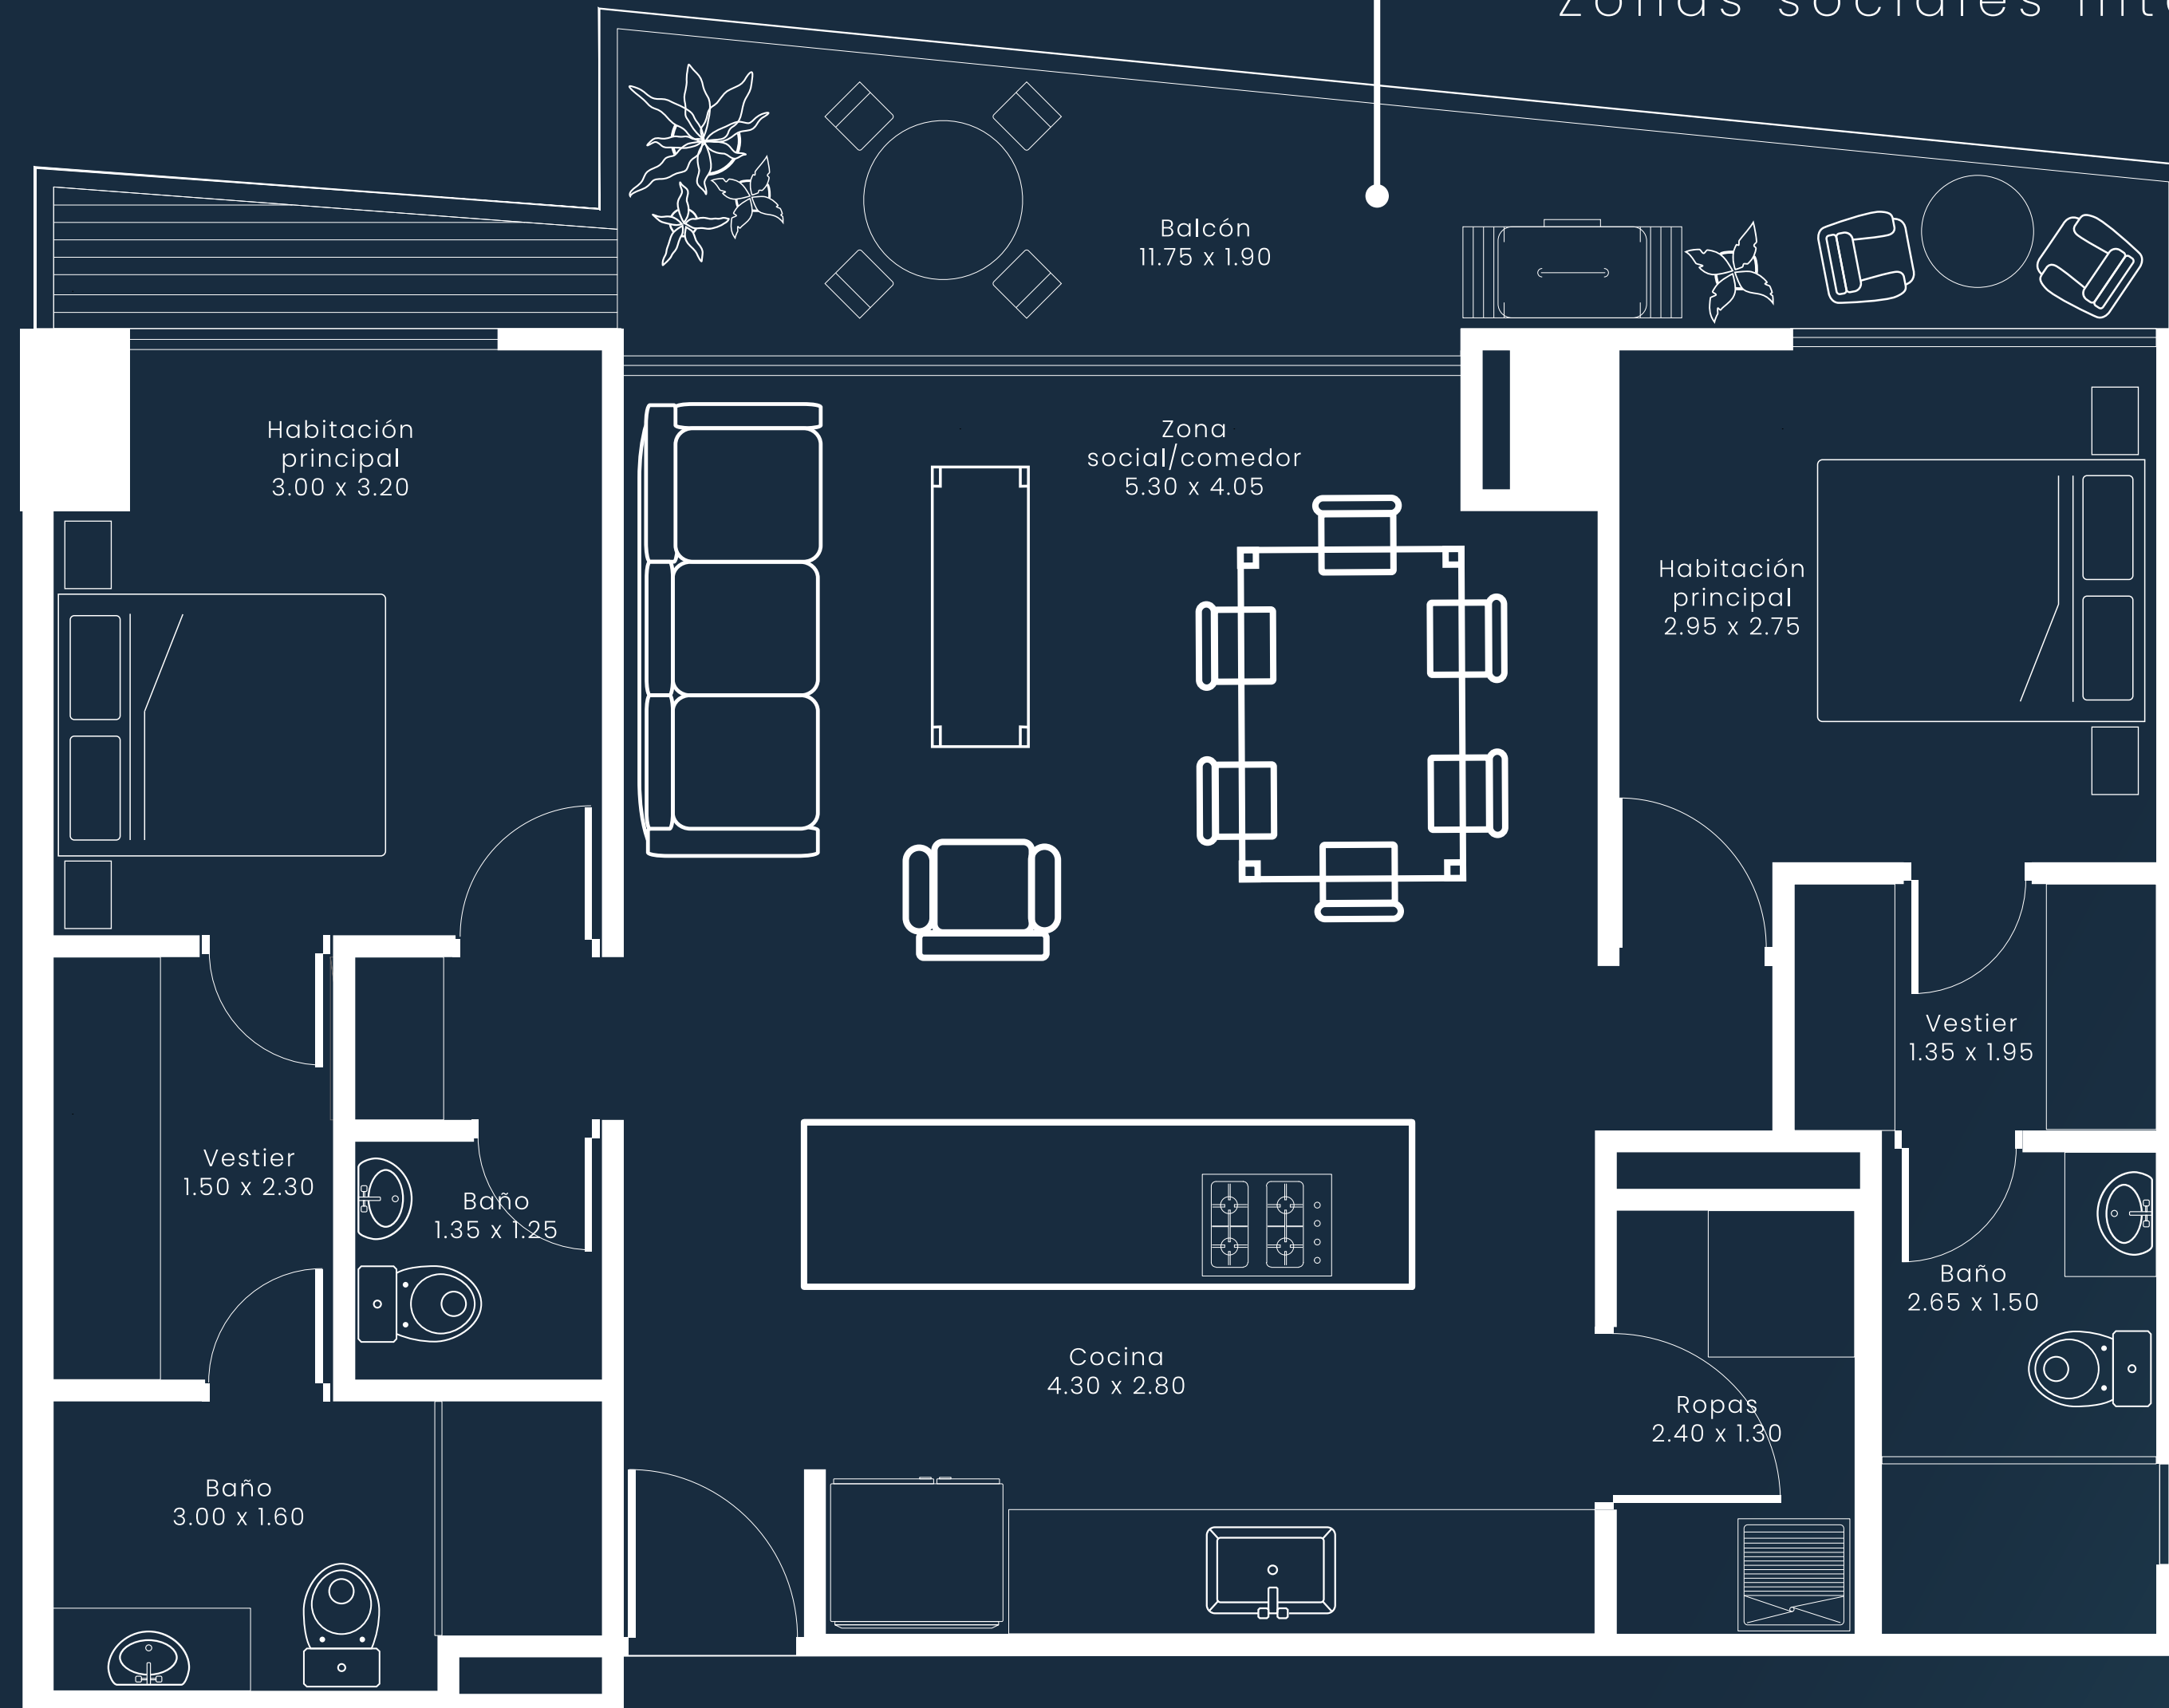 Zonas sociales
Balcón
11.75 x 1.90
Habitación
principal
3.00 x 3.20
Zona
social/comedor
5.30 x 4.05
Habitación
principal
2.95 x 2.75
Vestier
1.35 x 1.95
Vestier
1.50 x 2.30
Baño
1.35 x 1.25
Baño
2.65 x 1.50
Cocina
4.30 x 2.80
Ropas
2.40 x 1.30
Baño
3.00 x 1.60